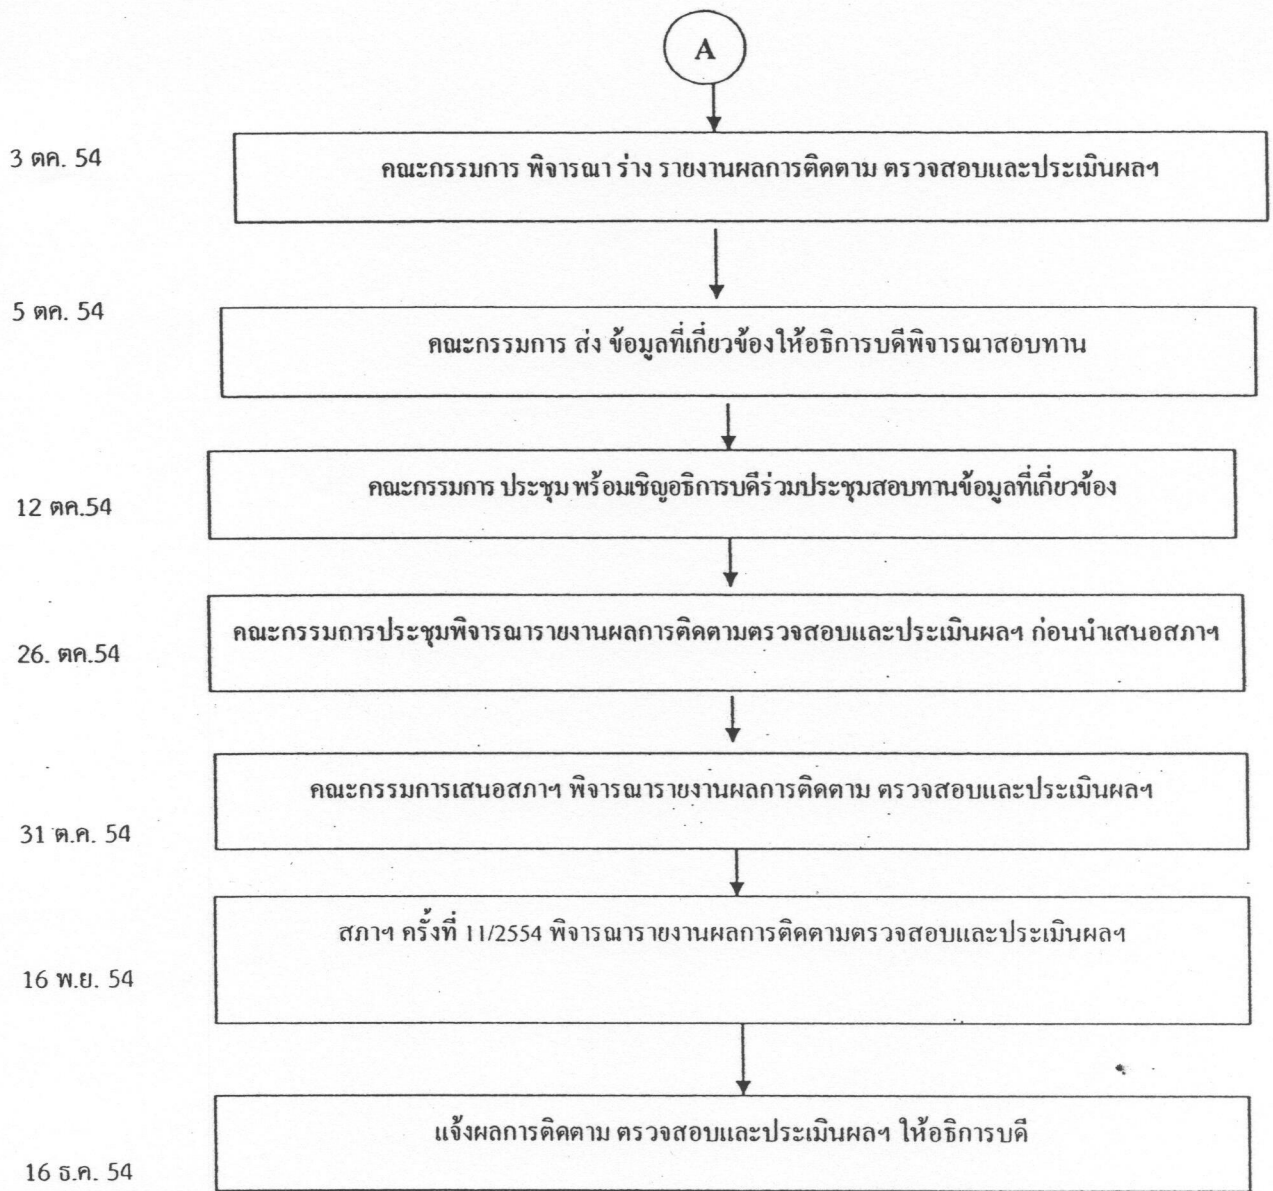 A
3 ตค. 54
คณะกรรมการ พิจารณา ร่าง รายงานผลการติดตาม ตรวจสอบและประเมินผลฯ
5 ตค. 54
คณะกรรมการ ส่ง ข้อมูลที่เกี่ยวข้องให้อธิการบดีพิจารณาสอบทาน
12 ตค.54
คณะกรรมการ ประชุม พร้อมเชิญอธิการบดีร่วมประชุมสอบทานข้อมูลที่เกี่ยวข้อง
26. ตค.54
คณะกรรมการประชุมพิจารณารายงานผลการติดตามตรวจสอบและประเมินผลฯ ก่อนนำเสนอสภาฯ
31 ต.ค. 54
คณะกรรมการเสนอสภาฯ พิจารณารายงานผลการติดตาม ตรวจสอบและประเมินผลฯ
16 พ.ย. 54
สภาฯ ครั้งที่ 11/2554 พิจารณารายงานผลการติดตามตรวจสอบและประเมินผลฯ
16 ธ.ค. 54
แจ้งผลการติดตาม ตรวจสอบและประเมินผลฯ ให้อธิการบดี